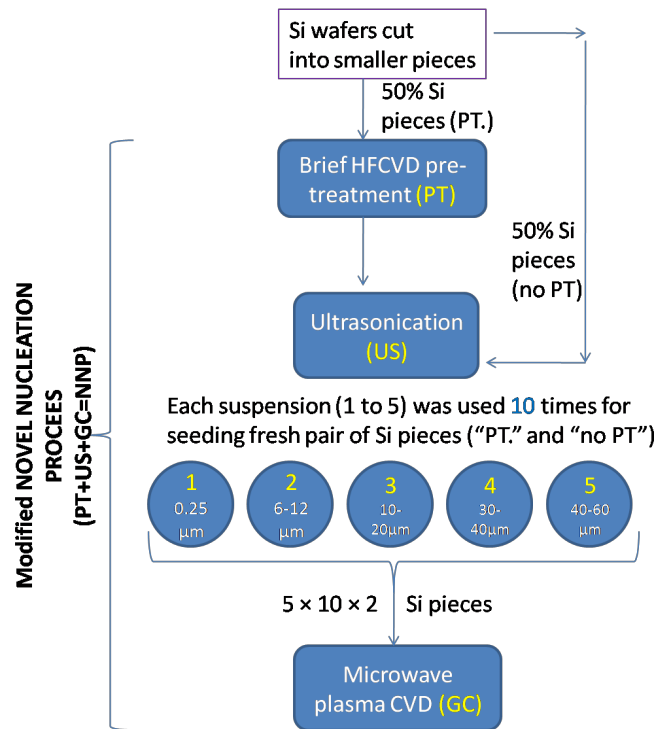 Si wafers cut
into smaller pieces
50% Si
pieces (PT.)
Brief HFCVD pre-
treatment (PT)
50% Si
pieces
(no PT)
Ultrasonication
(US)
Modified NOVEL NUCLEATION
PROCEES
(PT+US+GC=NNP)
Each suspension (1 to 5) was used 10 times for
seeding fresh pair of Si pieces (“PT.” and “no PT”)
1
0.25
µm
2
6-12
µm
3
10-
20µm
4
30-
40µm
5
40-60
µm
5 × 10 × 2 Si pieces
Microwave
plasma CVD (GC)